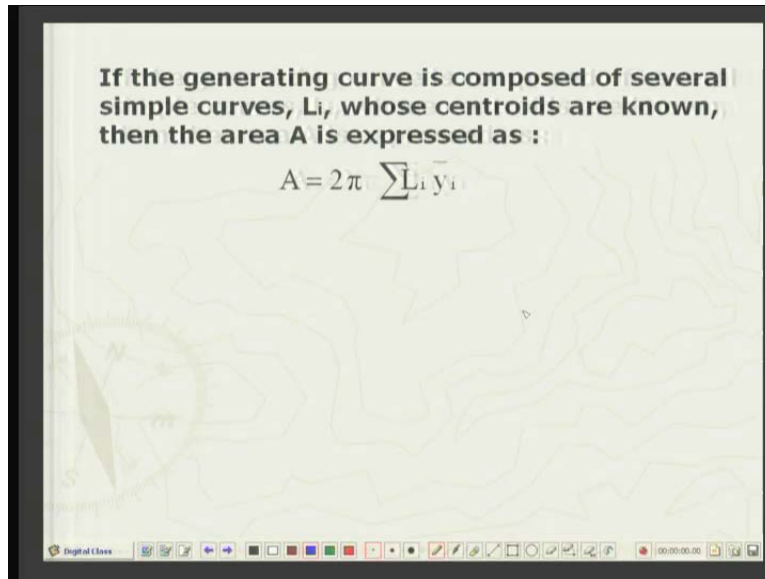 If the generating curve is composed of several
simple curves, Li, whose centroids are known,
then the area A is expressed as :
A = 2 π ∑ Li ȳi
N
S
Digital Class
00:00:00.00